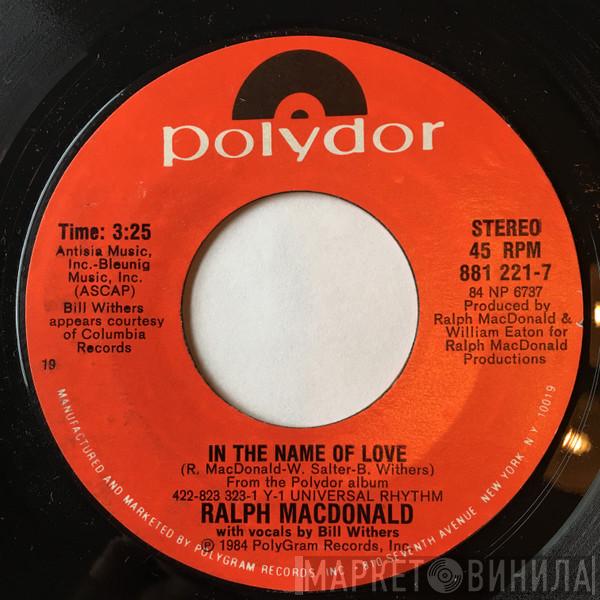 polydor
Time: 3:25
Antisia Music,
Inc.-Bleunig
Music, Inc.
(ASCAP)
Bill Withers
appears courtesy
of Columbia
Records
19
STEREO
45 RPM
881 221-7
84 NP 6737
Produced by
Ralph MacDonald &
William Eaton for
Ralph MacDonald
Productions
IN THE NAME OF LOVE
(R. MacDonald-W. Salter-B. Withers)
From the Polydor album
422-823 323-1 Y-1 UNIVERSAL RHYTHM
RALPH MACDONALD
with vocals by Bill Withers
℗ 1984 PolyGram Records, Inc.
MANUFACTURED AND MARKETED BY POLYGRAM RECORDS, INC - 810 SEVENTH AVENUE, NEW YORK, N.Y. 10019
МАРКЕТ ВИНИЛА